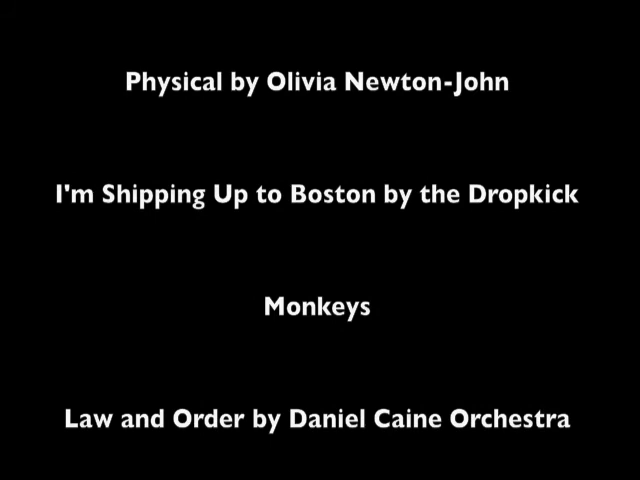 Physical by Olivia Newton-John
I'm Shipping Up to Boston by the Dropkick
Monkeys
Law and Order by Daniel Caine Orchestra